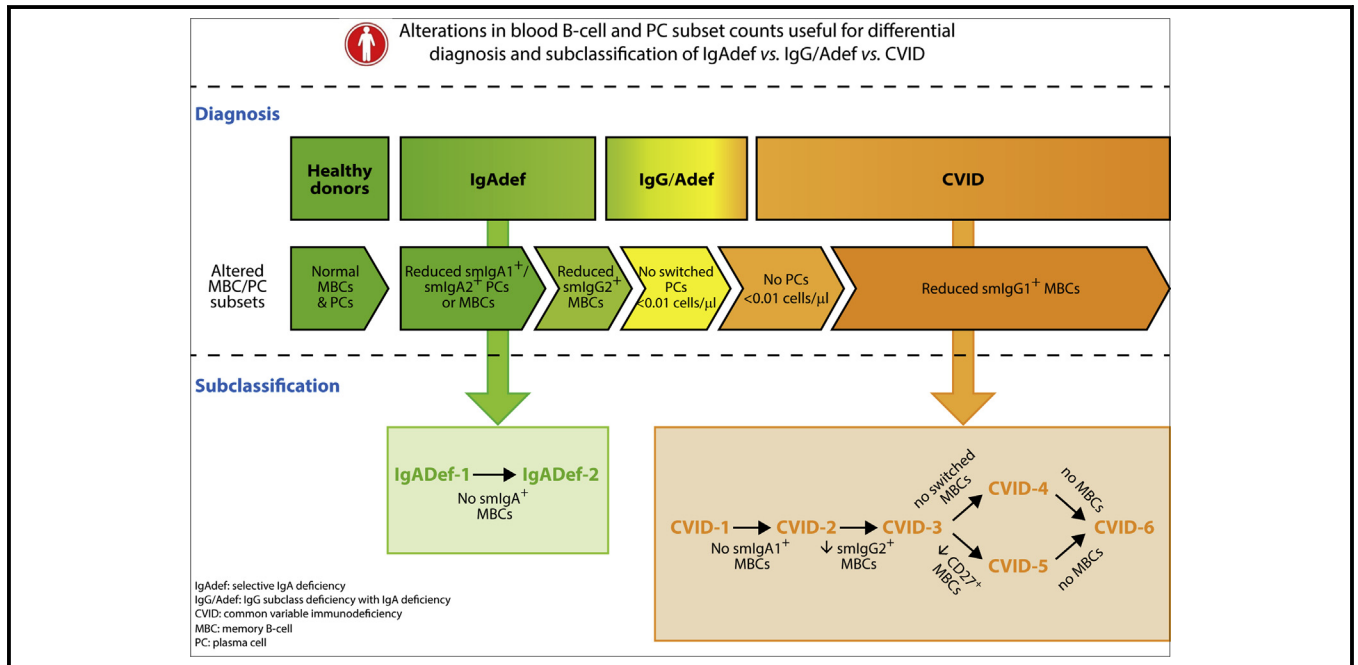 Alterations in blood B-cell and PC subset counts useful for differential
diagnosis and subclassification of IgAdef vs. IgG/Adef vs. CVID
Diagnosis
Healthy
donors
IgAdef
IgG/Adef
CVID
Altered
MBC/PC
subsets
Normal
MBCs
& PCs
Reduced smIgA1+/
smIgA2+ PCs
or MBCs
Reduced
smIgG2+
MBCs
No switched
PCs
<0.01 cells/µl
No PCs
<0.01 cells/µl
Reduced smIgG1+ MBCs
Subclassification
IgADef-1
IgADef-2
No smIgA+
MBCs
CVID-1
CVID-2
CVID-3
CVID-4
CVID-5
CVID-6
No smIgA1+
MBCs
↓ smIgG2+
MBCs
no switched
MBCs
↓ CD27+
MBCs
no MBCs
no MBCs
IgAdef: selective IgA deficiency
IgG/Adef: IgG subclass deficiency with IgA deficiency
CVID: common variable immunodeficiency
MBC: memory B-cell
PC: plasma cell